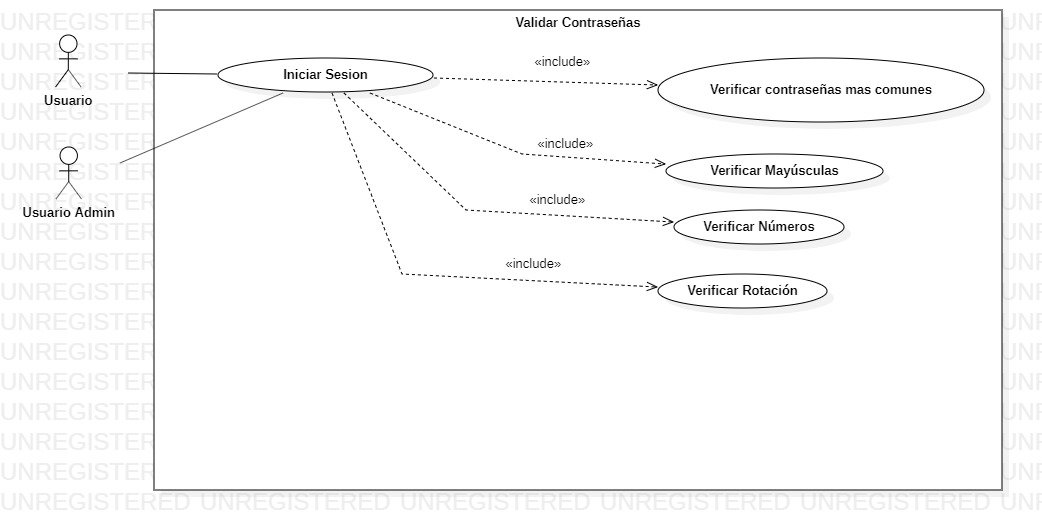 Validar Contraseñas
Usuario
Usuario Admin
Iniciar Sesion
«include»
Verificar contraseñas mas comunes
«include»
Verificar Mayúsculas
«include»
Verificar Números
«include»
Verificar Rotación
UNREGISTERED UNREGISTERED UNREGISTERED UNREGISTERED UNREGISTERED